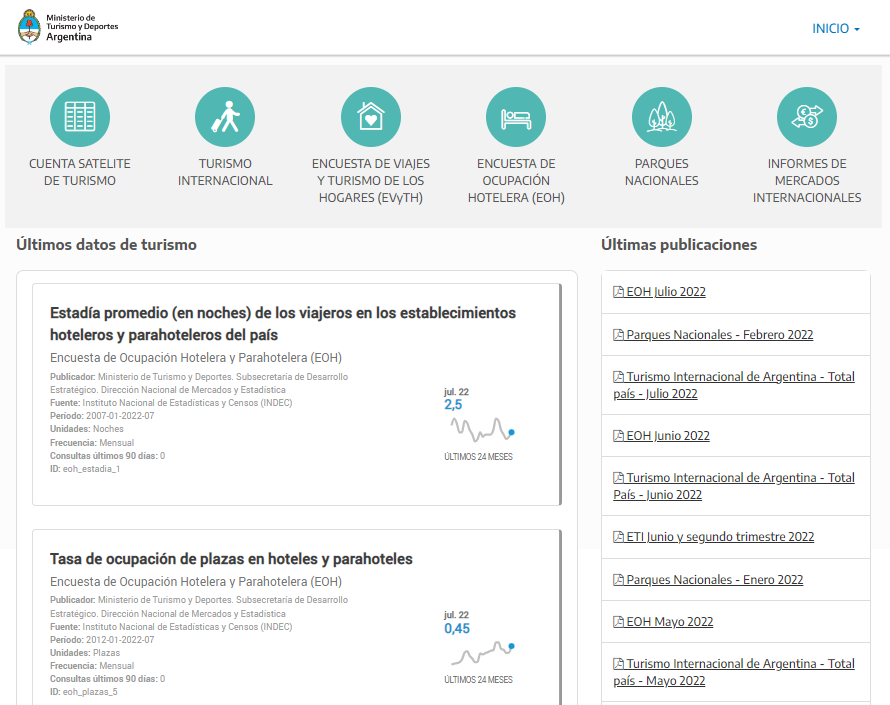 Ministerio de
Turismo y Deportes
Argentina
INICIO
CUENTA SATELITE
DE TURISMO
TURISMO
INTERNACIONAL
ENCUESTA DE VIAJES
Y TURISMO DE LOS
HOGARES (EVyTH)
ENCUESTA DE
OCUPACIÓN
HOTELERA (EOH)
PARQUES
NACIONALES
INFORMES DE
MERCADOS
INTERNACIONALES
Últimos datos de turismo
Estadía promedio (en noches) de los viajeros en los establecimientos
hoteleros y parahoteleros del país
Encuesta de Ocupación Hotelera y Parahotelera (EOH)
Publicador: Ministerio de Turismo y Deportes. Subsecretaría de Desarrollo
Estratégico. Dirección Nacional de Mercados y Estadística
Fuente: Instituto Nacional de Estadísticas y Censos (INDEC)
Período: 2007-01-2022-07
Unidades: Noches
Frecuencia: Mensual
Consultas últimos 90 días: 0
ID: eoh_estadia_1
jul. 22
2,5
ÚLTIMOS 24 MESES
Tasa de ocupación de plazas en hoteles y parahoteles
Encuesta de Ocupación Hotelera y Parahotelera (EOH)
Publicador: Ministerio de Turismo y Deportes. Subsecretaría de Desarrollo
Estratégico. Dirección Nacional de Mercados y Estadística
Fuente: Instituto Nacional de Estadísticas y Censos (INDEC)
Período: 2012-01-2022-07
Unidades: Plazas
Frecuencia: Mensual
Consultas últimos 90 días: 0
ID: eoh_plazas_5
jul. 22
0,45
ÚLTIMOS 24 MESES
Últimas publicaciones
EOH Julio 2022
Parques Nacionales - Febrero 2022
Turismo Internacional de Argentina - Total
país - Julio 2022
EOH Junio 2022
Turismo Internacional de Argentina - Total
País - Junio 2022
ETI Junio y segundo trimestre 2022
Parques Nacionales - Enero 2022
EOH Mayo 2022
Turismo Internacional de Argentina - Total
país - Mayo 2022